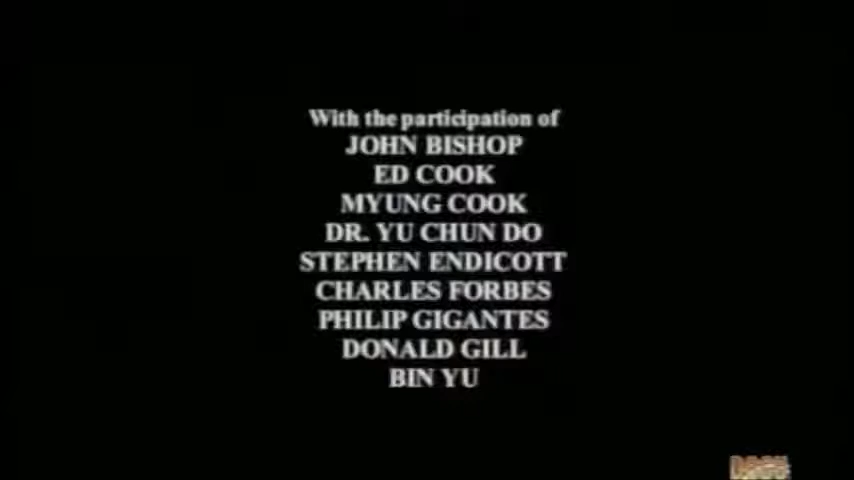 With the participation of
JOHN BISHOP
ED COOK
MYUNG COOK
DR. YU CHUN DO
STEPHEN ENDICOTT
CHARLES FORBES
PHILIP GIGANTES
DONALD GILL
BIN YU